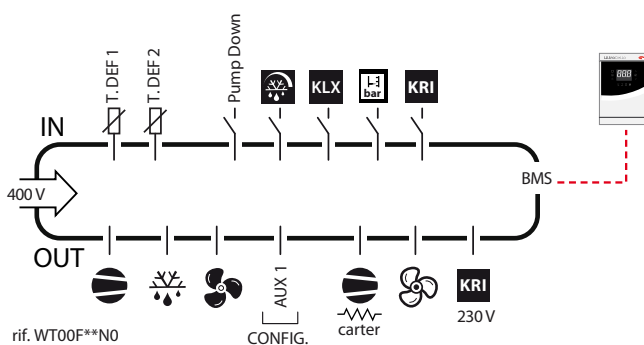 T. DEF 1
T. DEF 2
Pump Down
KLX
bar
KRI
IN
400 V
BMS
OUT
AUX 1
KRI
carter
230 V
CONFIG.
rif. WT00F**N0